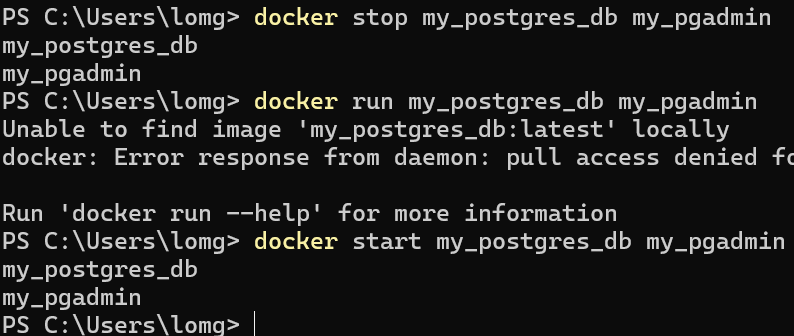 PS C:\Users\lomg> docker stop my_postgres_db my_pgadmin
my_postgres_db
my_pgadmin
PS C:\Users\lomg> docker run my_postgres_db my_pgadmin
Unable to find image 'my_postgres_db:latest' locally
docker: Error response from daemon: pull access denied fo
Run 'docker run --help' for more information
PS C:\Users\lomg> docker start my_postgres_db my_pgadmin
my_postgres_db
my_pgadmin
PS C:\Users\lomg>